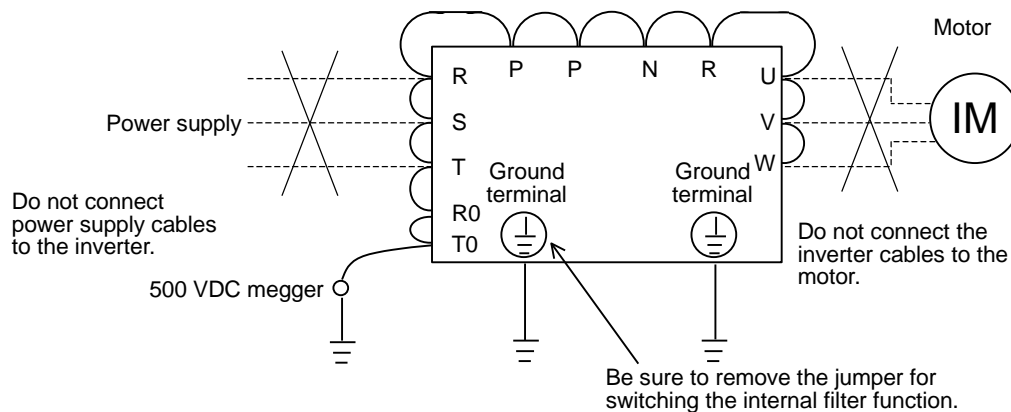 Motor
P P N R
R
U
S
V
T
W
R0
T0
Power supply
IM
Ground
terminal
Ground
terminal
Do not connect
power supply cables
to the inverter.
Do not connect the
inverter cables to the
motor.
500 VDC megger
Be sure to remove the jumper for
switching the internal filter function.